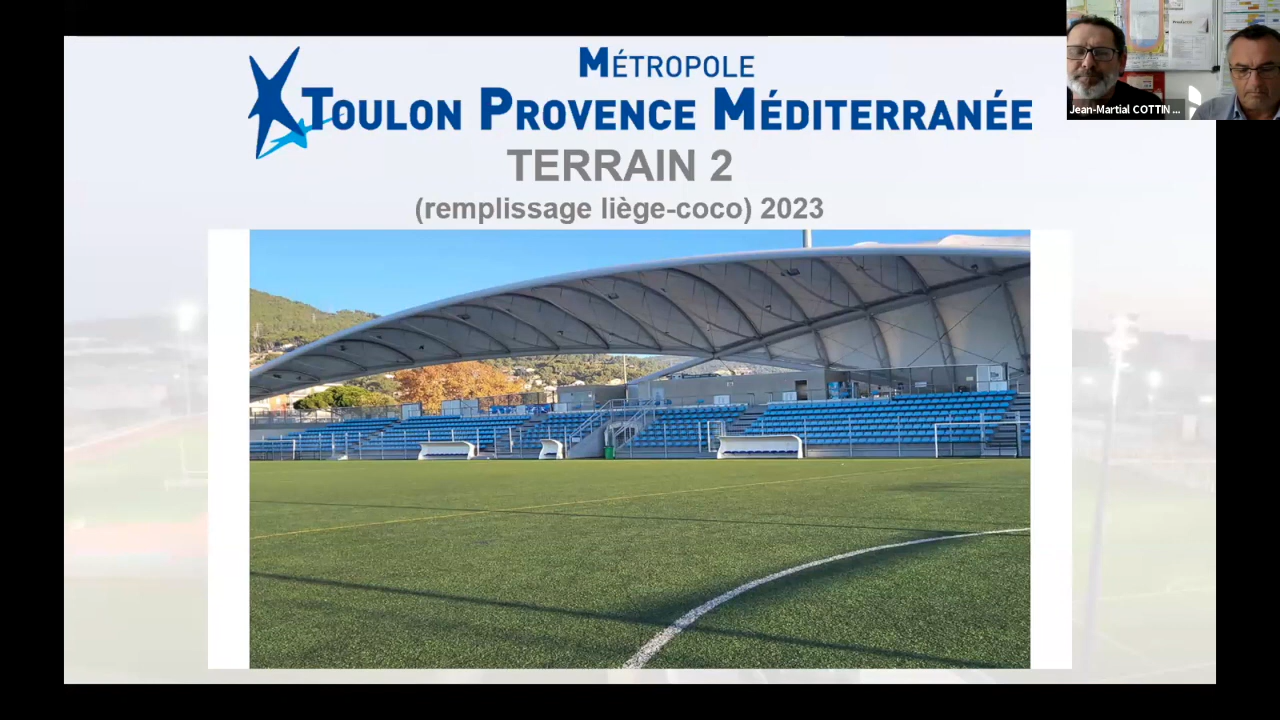 MÉTROPOLE
TOULON PROVENCE MÉDITERRANÉE
TERRAIN 2
(remplissage liège-coco) 2023
Jean-Martial COTTIN ...